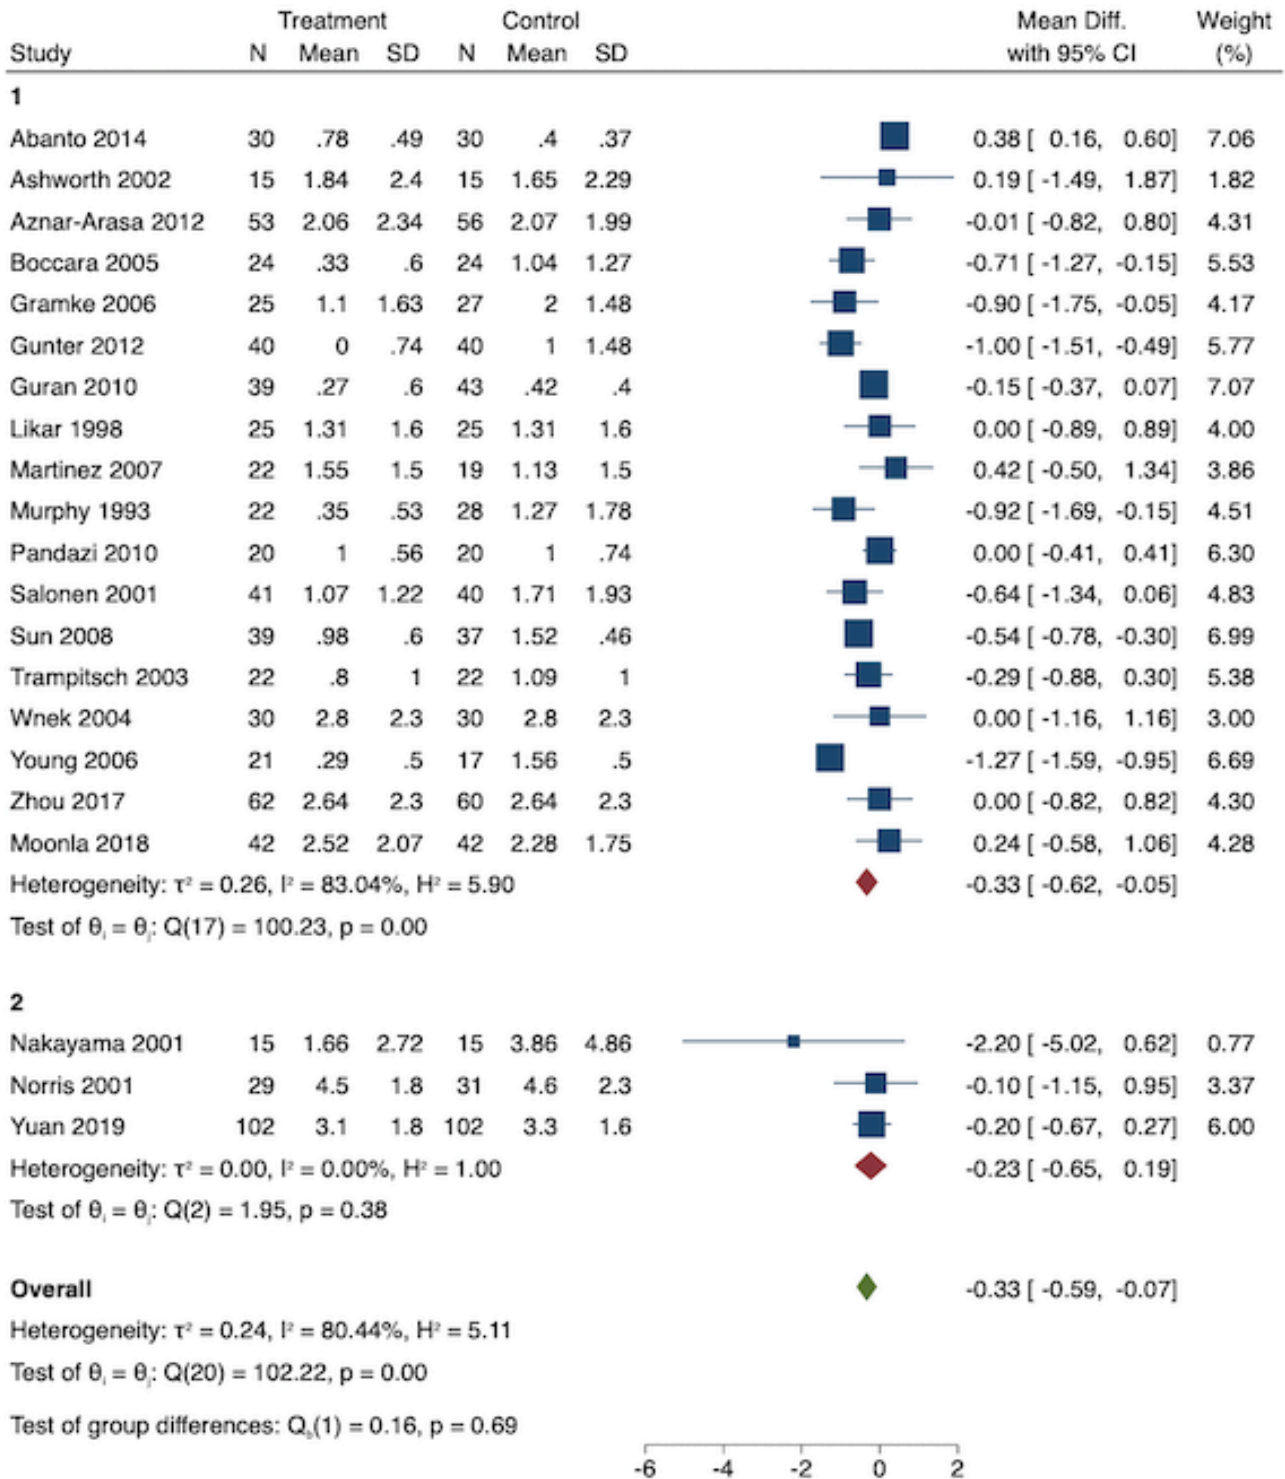 Treatment Control Mean Diff. Weight
Study N Mean SD N Mean SD with 95% CI (%)
1
Abanto 2014 30 .78 .49 30 .4 .37 0.38 [ 0.16, 0.60] 7.06
Ashworth 2002 15 1.84 2.4 15 1.65 2.29 0.19 [ -1.49, 1.87] 1.82
Aznar-Arasa 2012 53 2.06 2.34 56 2.07 1.99 -0.01 [ -0.82, 0.80] 4.31
Boccara 2005 24 .33 .6 24 1.04 1.27 -0.71 [ -1.27, -0.15] 5.53
Gramke 2006 25 1.1 1.63 27 2 1.48 -0.90 [ -1.75, -0.05] 4.17
Gunter 2012 40 0 .74 40 1 1.48 -1.00 [ -1.51, -0.49] 5.77
Guran 2010 39 .27 .6 43 .42 .4 -0.15 [ -0.37, 0.07] 7.07
Likar 1998 25 1.31 1.6 25 1.31 1.6 0.00 [ -0.89, 0.89] 4.00
Martinez 2007 22 1.55 1.5 19 1.13 1.5 0.42 [ -0.50, 1.34] 3.86
Murphy 1993 22 .35 .53 28 1.27 1.78 -0.92 [ -1.69, -0.15] 4.51
Pandazi 2010 20 1 .56 20 1 .74 0.00 [ -0.41, 0.41] 6.30
Salonen 2001 41 1.07 1.22 40 1.71 1.93 -0.64 [ -1.34, 0.06] 4.83
Sun 2008 39 .98 .6 37 1.52 .46 -0.54 [ -0.78, -0.30] 6.99
Trampitsch 2003 22 .8 1 22 1.09 1 -0.29 [ -0.88, 0.30] 5.38
Wnek 2004 30 2.8 2.3 30 2.8 2.3 0.00 [ -1.16, 1.16] 3.00
Young 2006 21 .29 .5 17 1.56 .5 -1.27 [ -1.59, -0.95] 6.69
Zhou 2017 62 2.64 2.3 60 2.64 2.3 0.00 [ -0.82, 0.82] 4.30
Moonla 2018 42 2.52 2.07 42 2.28 1.75 0.24 [ -0.58, 1.06] 4.28
Heterogeneity: τ² = 0.26, I² = 83.04%, H² = 5.90 -0.33 [ -0.62, -0.05]
Test of θᵢ = θⱼ: Q(17) = 100.23, p = 0.00
2
Nakayama 2001 15 1.66 2.72 15 3.86 4.86 -2.20 [ -5.02, 0.62] 0.77
Norris 2001 29 4.5 1.8 31 4.6 2.3 -0.10 [ -1.15, 0.95] 3.37
Yuan 2019 102 3.1 1.8 102 3.3 1.6 -0.20 [ -0.67, 0.27] 6.00
Heterogeneity: τ² = 0.00, I² = 0.00%, H² = 1.00 -0.23 [ -0.65, 0.19]
Test of θᵢ = θⱼ: Q(2) = 1.95, p = 0.38
Overall -0.33 [ -0.59, -0.07]
Heterogeneity: τ² = 0.24, I² = 80.44%, H² = 5.11
Test of θᵢ = θⱼ: Q(20) = 102.22, p = 0.00
Test of group differences: Q_b(1) = 0.16, p = 0.69
-6 -4 -2 0 2